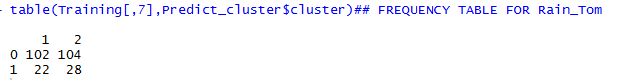 - table(Training[,7],Predict_cluster$cluster)## FREQUENCY TABLE FOR Rain_Tom
1 2
0 102 104
1 22 28